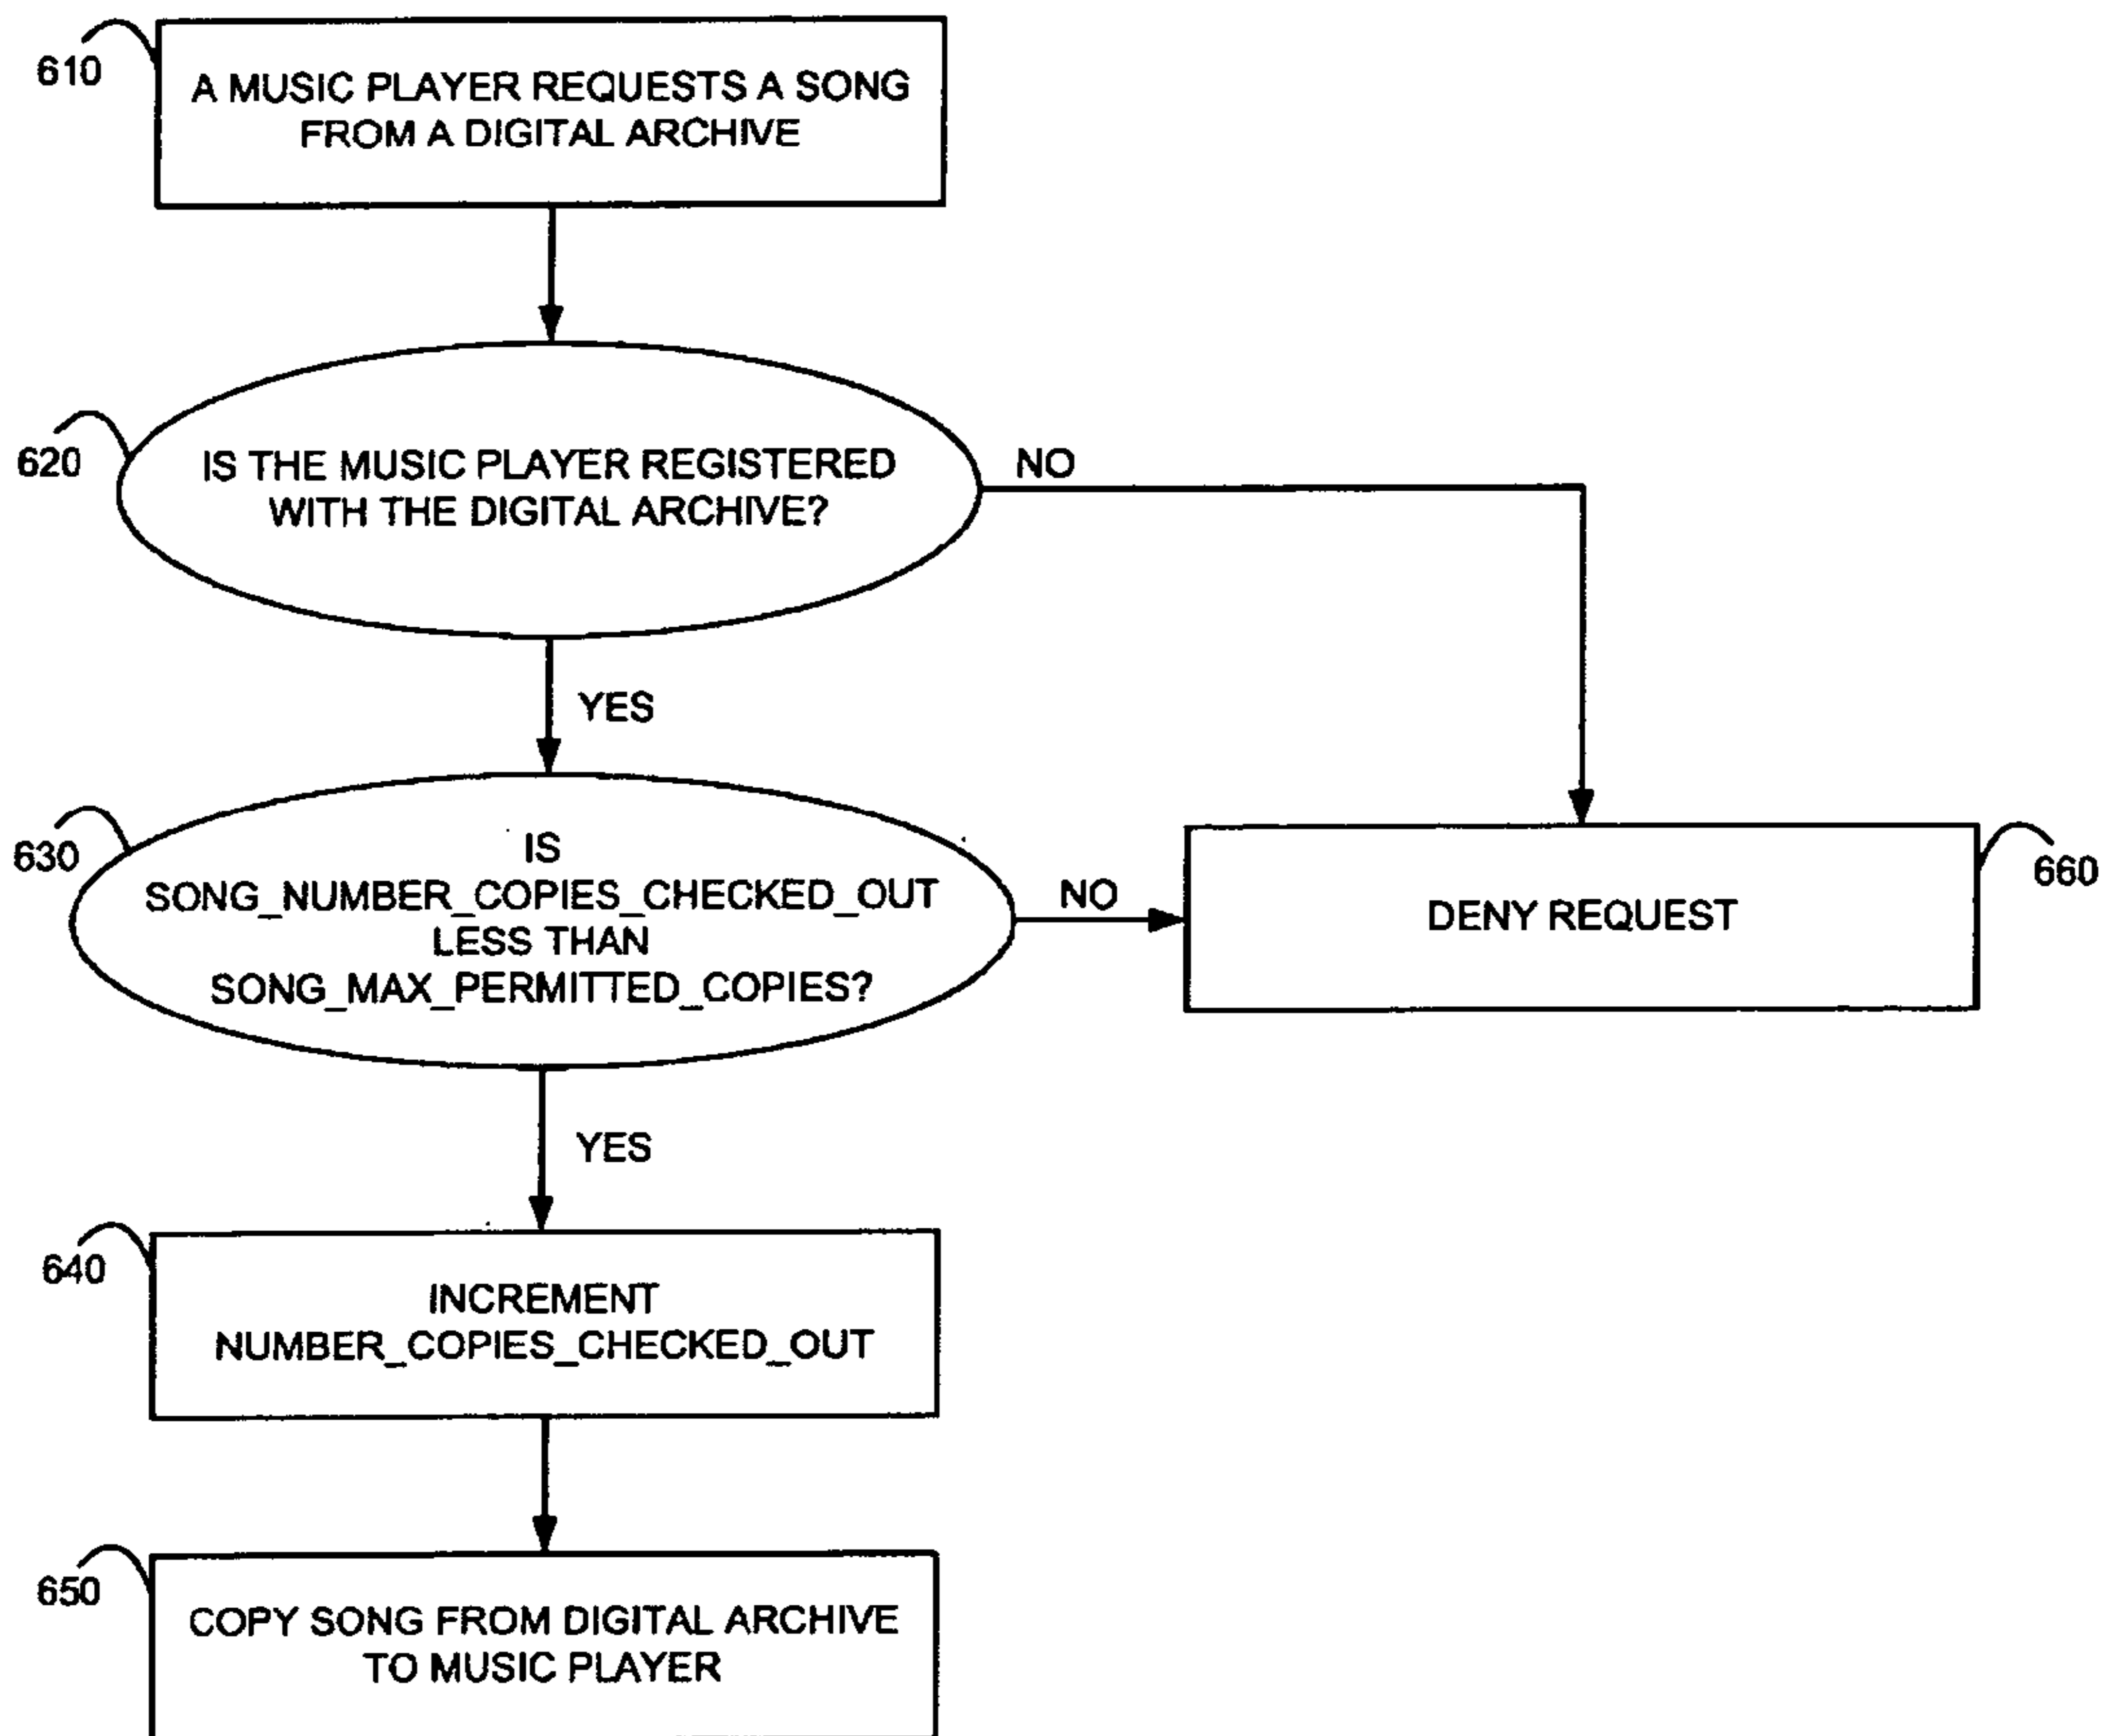 610
A MUSIC PLAYER REQUESTS A SONG
FROM A DIGITAL ARCHIVE
620
IS THE MUSIC PLAYER REGISTERED
WITH THE DIGITAL ARCHIVE?
NO
YES
630
IS
SONG_NUMBER_COPIES_CHECKED_OUT
LESS THAN
SONG_MAX_PERMITTED_COPIES?
NO
DENY REQUEST
660
YES
640
INCREMENT
NUMBER_COPIES_CHECKED_OUT
650
COPY SONG FROM DIGITAL ARCHIVE
TO MUSIC PLAYER